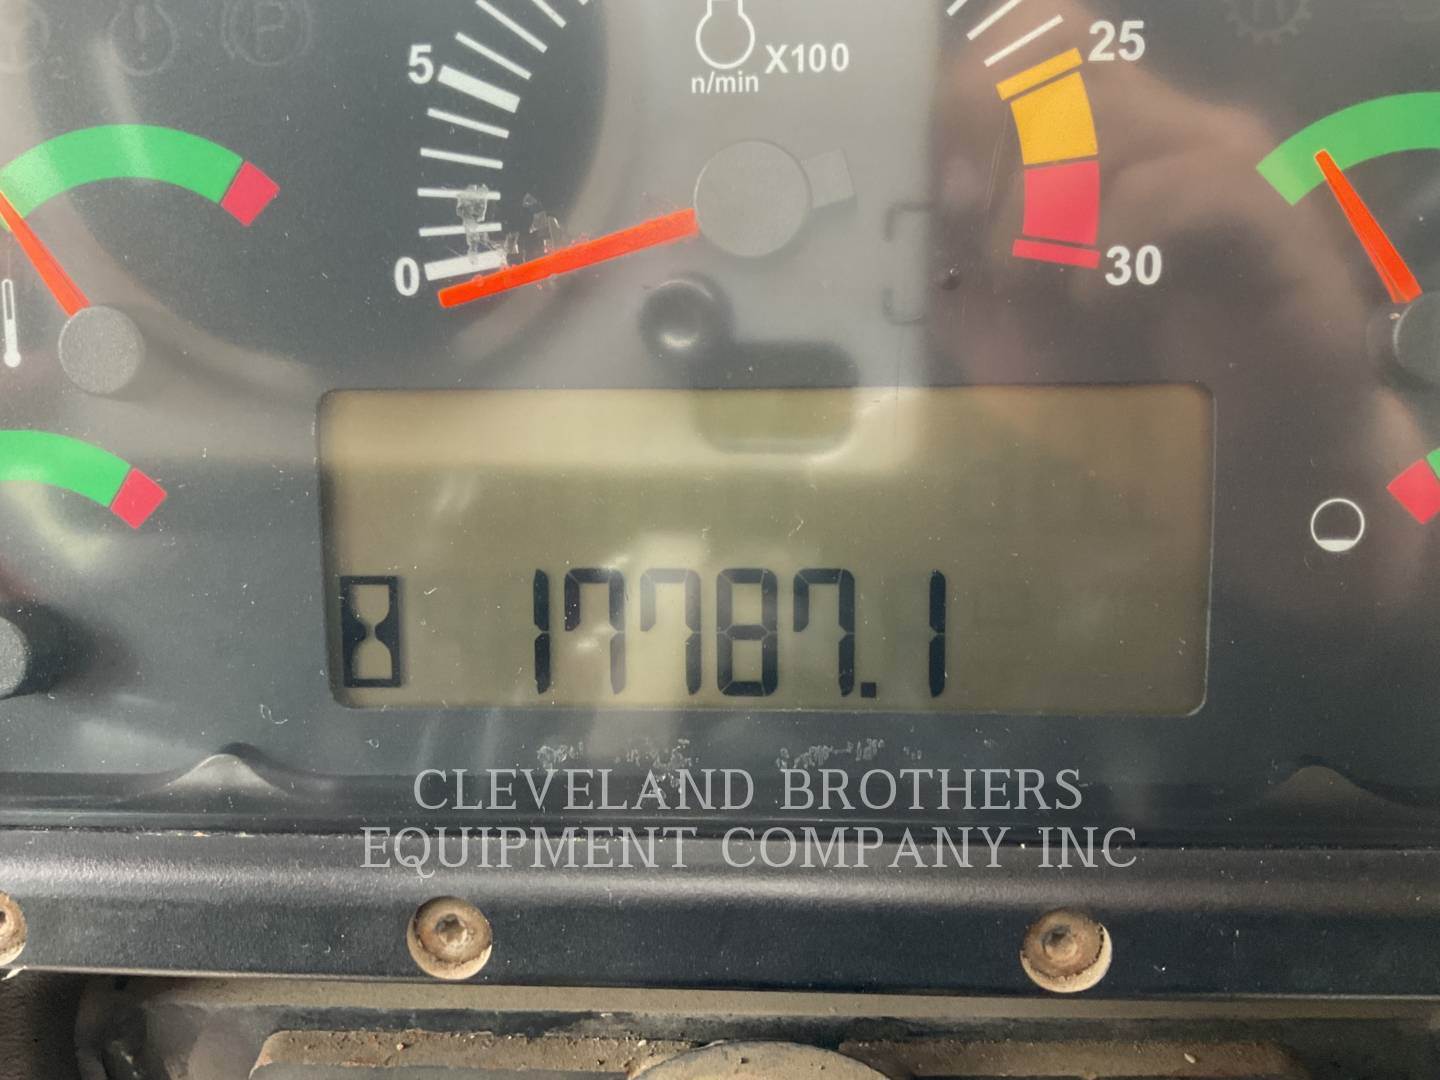 5
25
n/min X100
0
30
17787.1
CLEVELAND BROTHERS
EQUIPMENT COMPANY INC